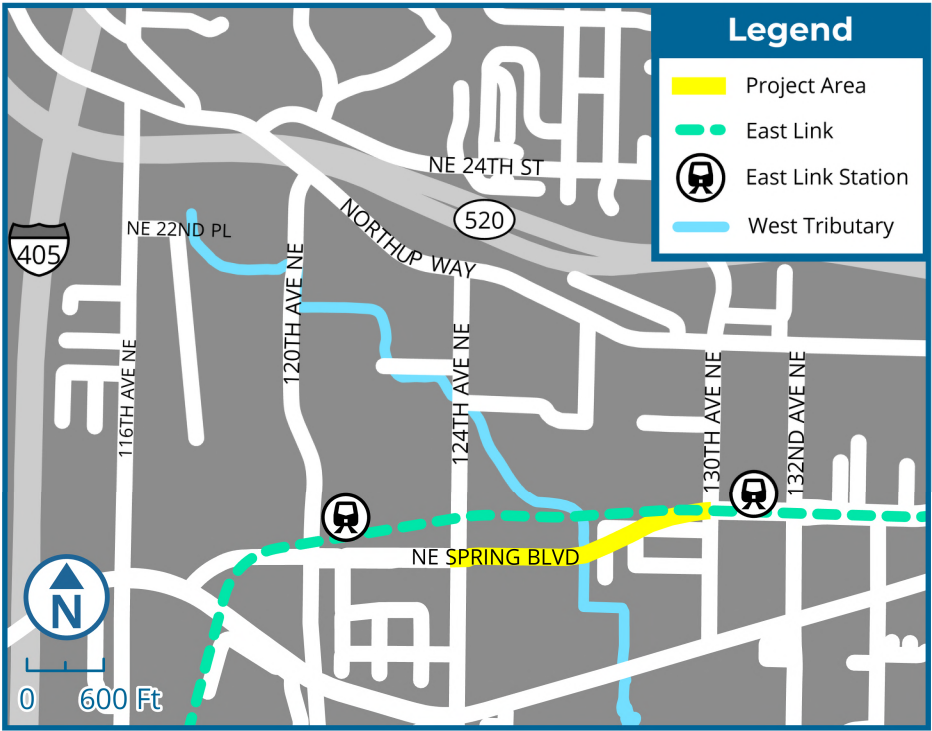 Legend
Project Area
East Link
East Link Station
West Tributary
NE 24TH ST
520
NORTHUP WAY
NE 22ND PL
405
120TH AVE NE
116TH AVE NE
124TH AVE NE
130TH AVE NE
132ND AVE NE
NE SPRING BLVD
N
0 600 Ft